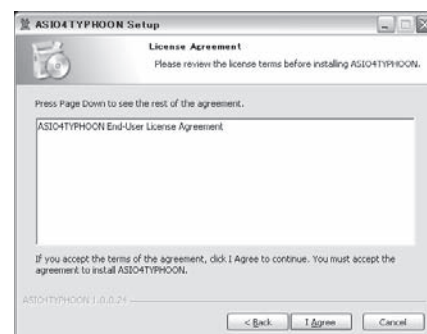 ASIO4TYPHOON Setup
License Agreement
Please review the license terms before installing ASIO4TYPHOON.
Press Page Down to see the rest of the agreement.
ASIO4TYPHOON End-User License Agreement
If you accept the terms of the agreement, click I Agree to continue. You must accept the
agreement to install ASIO4TYPHOON.
ASIO4TYPHOON 1.0.0.24
< Back
I Agree
Cancel